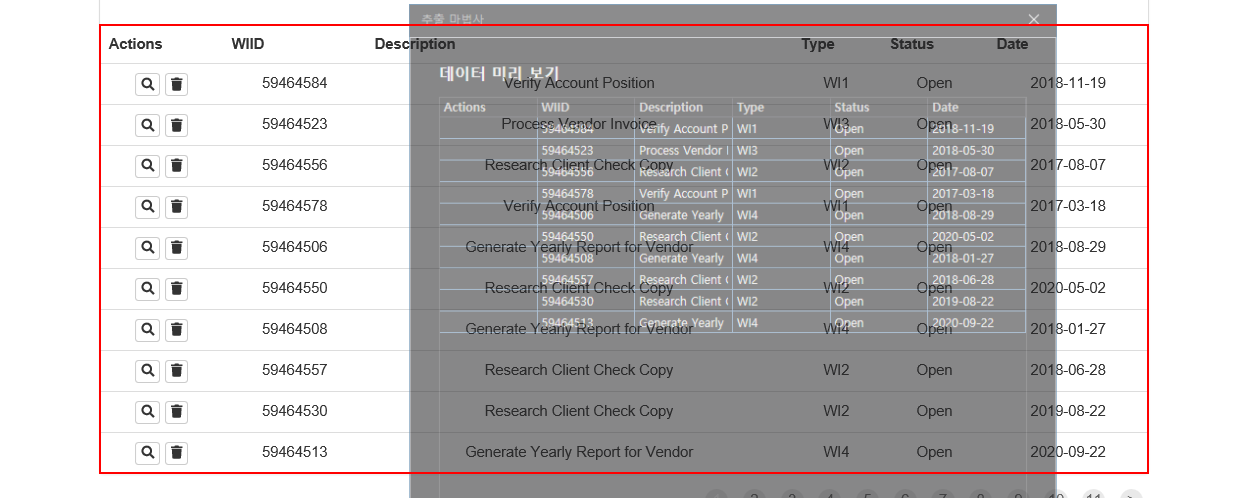 추출 마법사
Actions WIID Description Type Status Date
59464584 Verify Account Position WI1 Open 2018-11-19
59464523 Process Vendor Invoice WI3 Open 2018-05-30
59464556 Research Client Check Copy WI2 Open 2017-08-07
59464578 Verify Account Position WI1 Open 2017-03-18
59464506 Generate Yearly Report for Vendor WI4 Open 2018-08-29
59464550 Research Client Check Copy WI2 Open 2020-05-02
59464508 Generate Yearly Report for Vendor WI4 Open 2018-01-27
59464557 Research Client Check Copy WI2 Open 2018-06-28
59464530 Research Client Check Copy WI2 Open 2019-08-22
59464513 Generate Yearly Report for Vendor WI4 Open 2020-09-22
데이터 미리 보기
Actions WIID Description Type Status Date
59464584 Verify Account P WI1 Open 2018-11-19
59464523 Process Vendor I WI3 Open 2018-05-30
59464556 Research Client C WI2 Open 2017-08-07
59464578 Verify Account P WI1 Open 2017-03-18
59464506 Generate Yearly WI4 Open 2018-08-29
59464550 Research Client C WI2 Open 2020-05-02
59464508 Generate Yearly WI4 Open 2018-01-27
59464557 Research Client C WI2 Open 2018-06-28
59464530 Research Client C WI2 Open 2019-08-22
59464513 Generate Yearly WI4 Open 2020-09-22
2 3 4 5 6 7 8 9 10 11